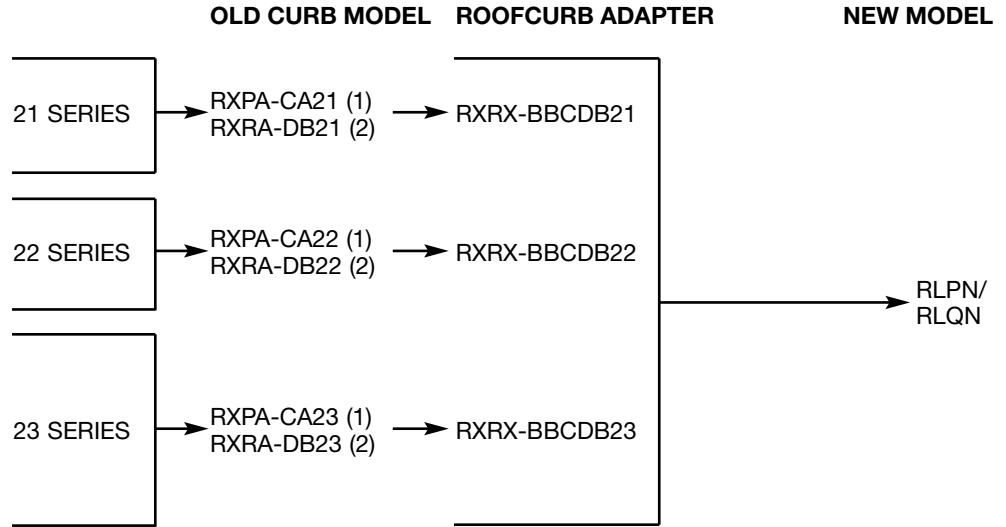 OLD CURB MODEL ROOFCURB ADAPTER NEW MODEL
21 SERIES
RXPA-CA21 (1)
RXRA-DB21 (2)
RXRX-BBCDB21
22 SERIES
RXPA-CA22 (1)
RXRA-DB22 (2)
RXRX-BBCDB22
RLPN/
RLQN
23 SERIES
RXPA-CA23 (1)
RXRA-DB23 (2)
RXRX-BBCDB23